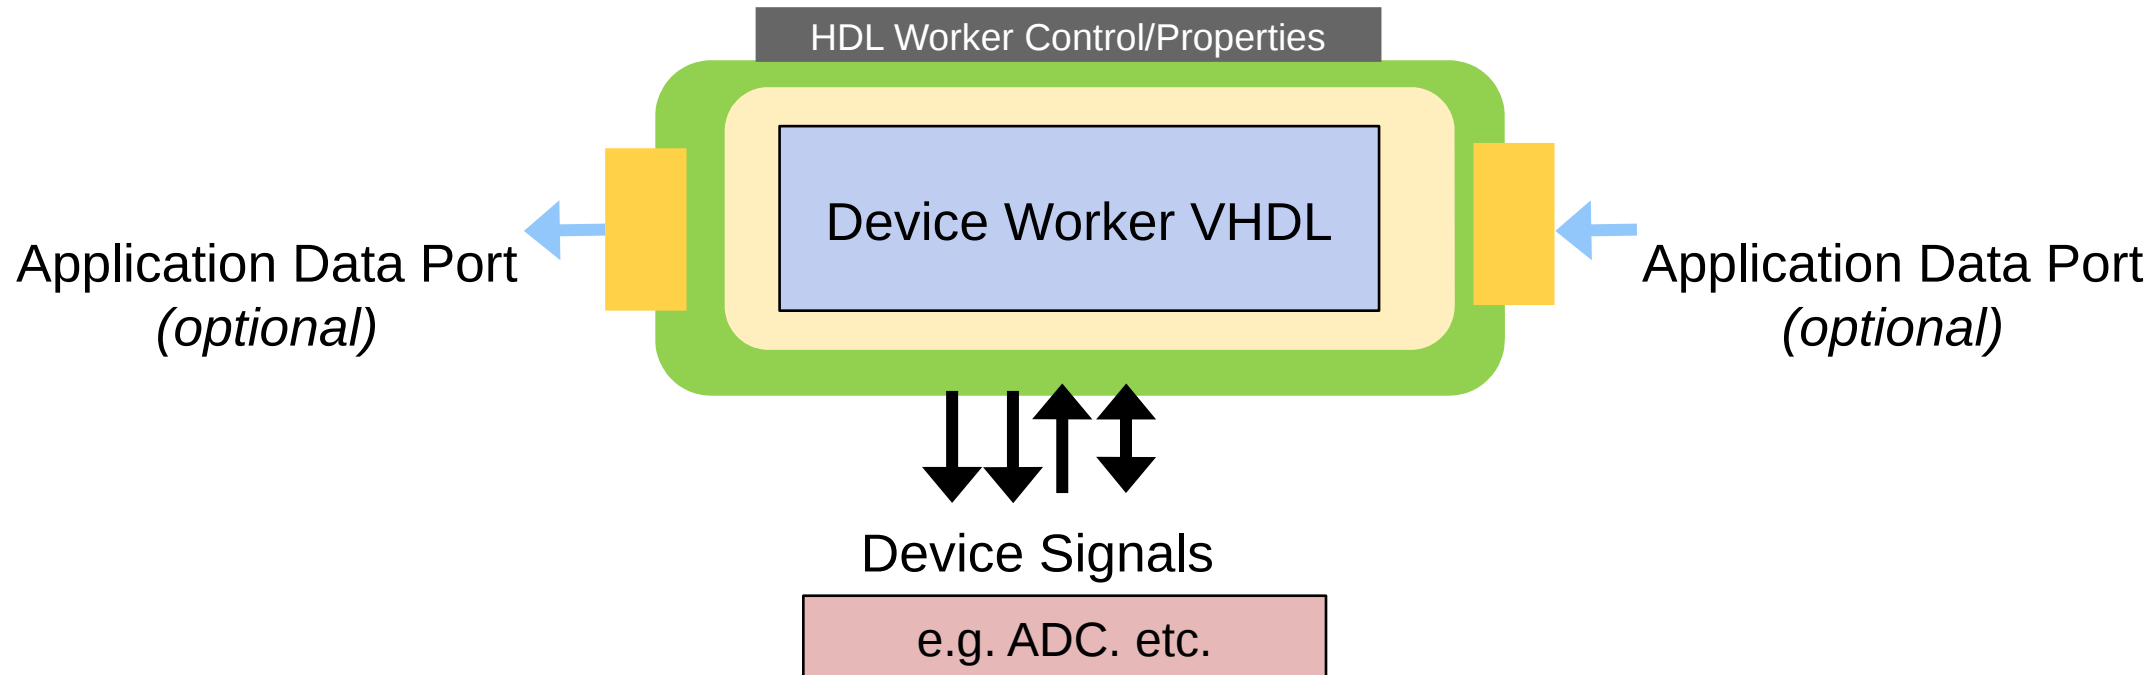 HDL Worker Control/Properties
Device Worker VHDL
Application Data Port
(optional)
Application Data Port
(optional)
Device Signals
e.g. ADC. etc.